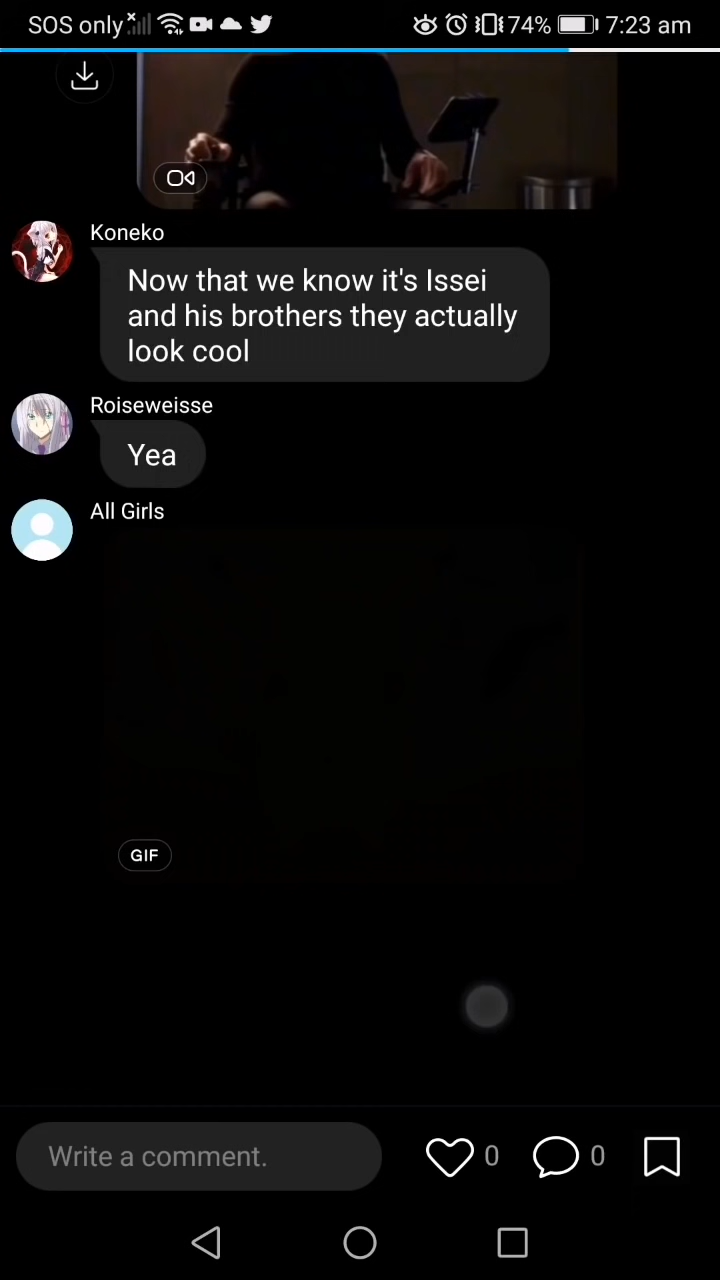 SOS only 74% 7:23 am
Koneko
Now that we know it's Issei
and his brothers they actually
look cool
Roiseweisse
Yea
All Girls
GIF
Write a comment. 0 0